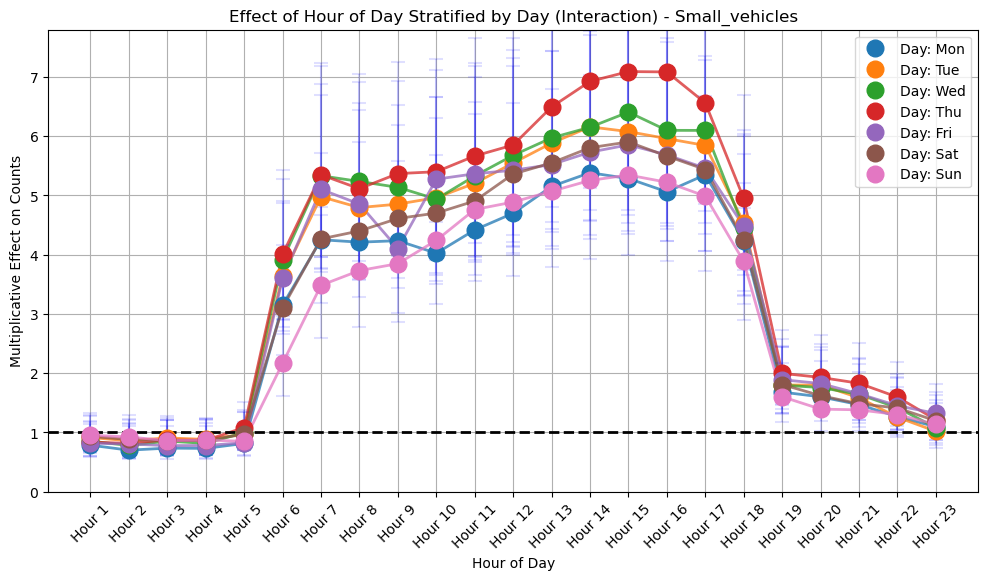 Effect of Hour of Day Stratified by Day (Interaction) - Small_vehicles
Multiplicative Effect on Counts
7
6
5
4
3
2
1
0
Day: Mon
Day: Tue
Day: Wed
Day: Thu
Day: Fri
Day: Sat
Day: Sun
Hour 1
Hour 2
Hour 3
Hour 4
Hour 5
Hour 6
Hour 7
Hour 8
Hour 9
Hour 10
Hour 11
Hour 12
Hour 13
Hour 14
Hour 15
Hour 16
Hour 17
Hour 18
Hour 19
Hour 20
Hour 21
Hour 22
Hour 23
Hour of Day